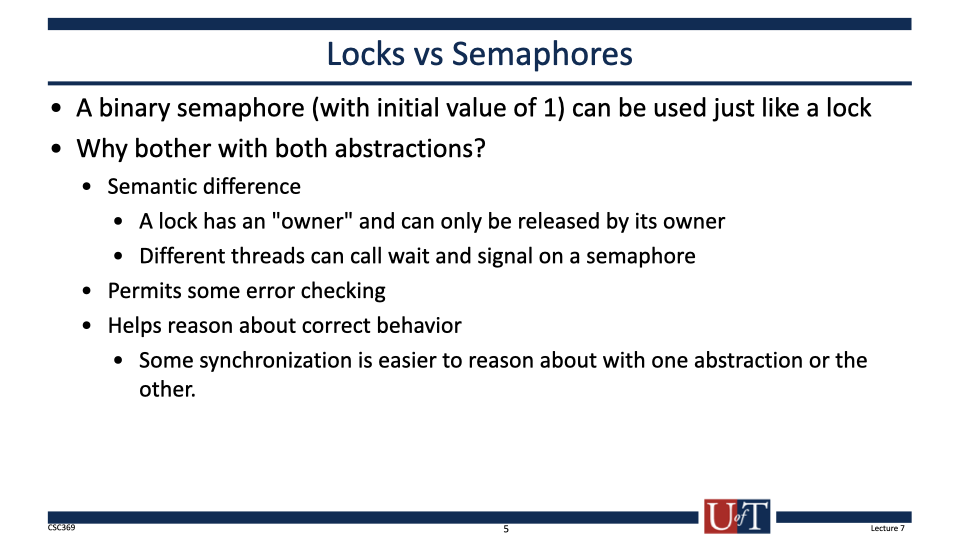 Locks vs Semaphores
• A binary semaphore (with initial value of 1) can be used just like a lock
• Why bother with both abstractions?
• Semantic difference
• A lock has an "owner" and can only be released by its owner
• Different threads can call wait and signal on a semaphore
• Permits some error checking
• Helps reason about correct behavior
• Some synchronization is easier to reason about with one abstraction or the
other.
CSC369
5
U of T
Lecture 7